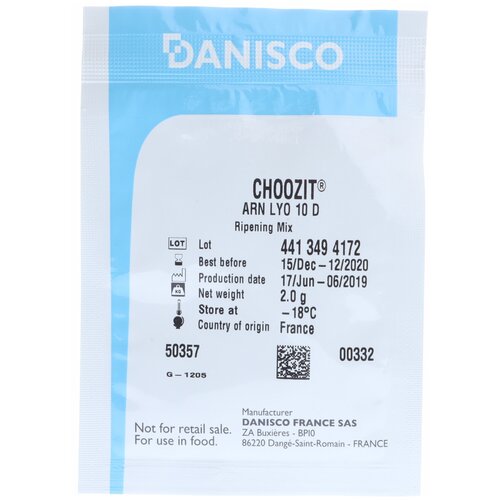 DANISCO
CHOOZIT®
ARN LYO 10 D
Ripening Mix
LOT Lot 441 349 4172
Best before 15/Dec-12/2020
Production date 17/Jun-06/2019
KG Net weight 2.0 g
Store at -18°C
Country of origin France
50357 00332
G-1205
Not for retail sale.
For use in food.
Manufacturer
DANISCO FRANCE SAS
ZA Buxières - BP10
86220 Dangé-Saint-Romain - FRANCE